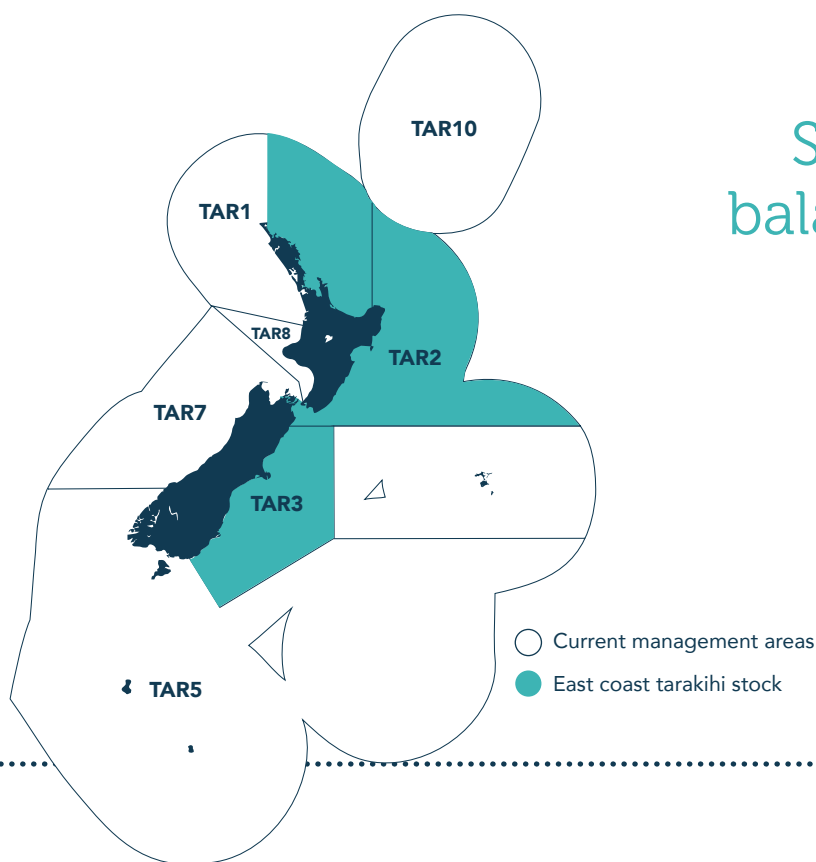 TAR10
TAR1
TAR8
TAR2
TAR7
TAR3
Current management areas
East coast tarakihi stock
TAR5